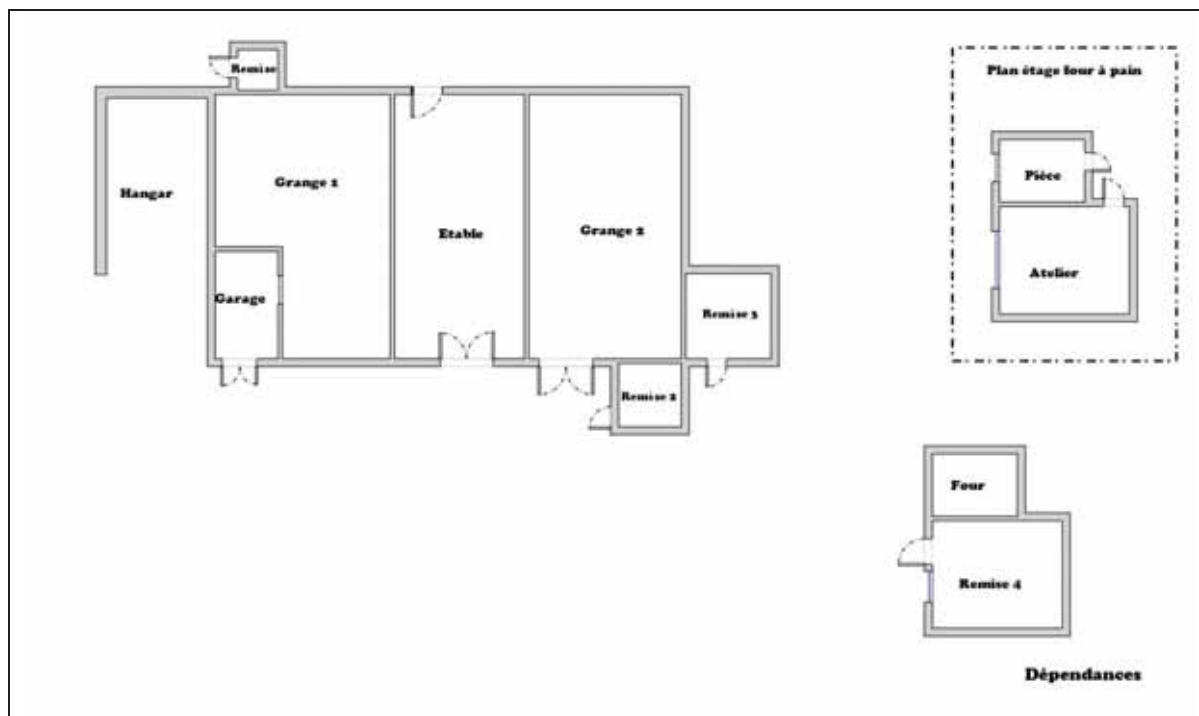 Remise
Plan étage four à pain
Grange 1
Pièce
Hangar
Etable
Grange 2
Atelier
Garage
Remise 3
Remise 2
Four
Remise 4
Dépendances